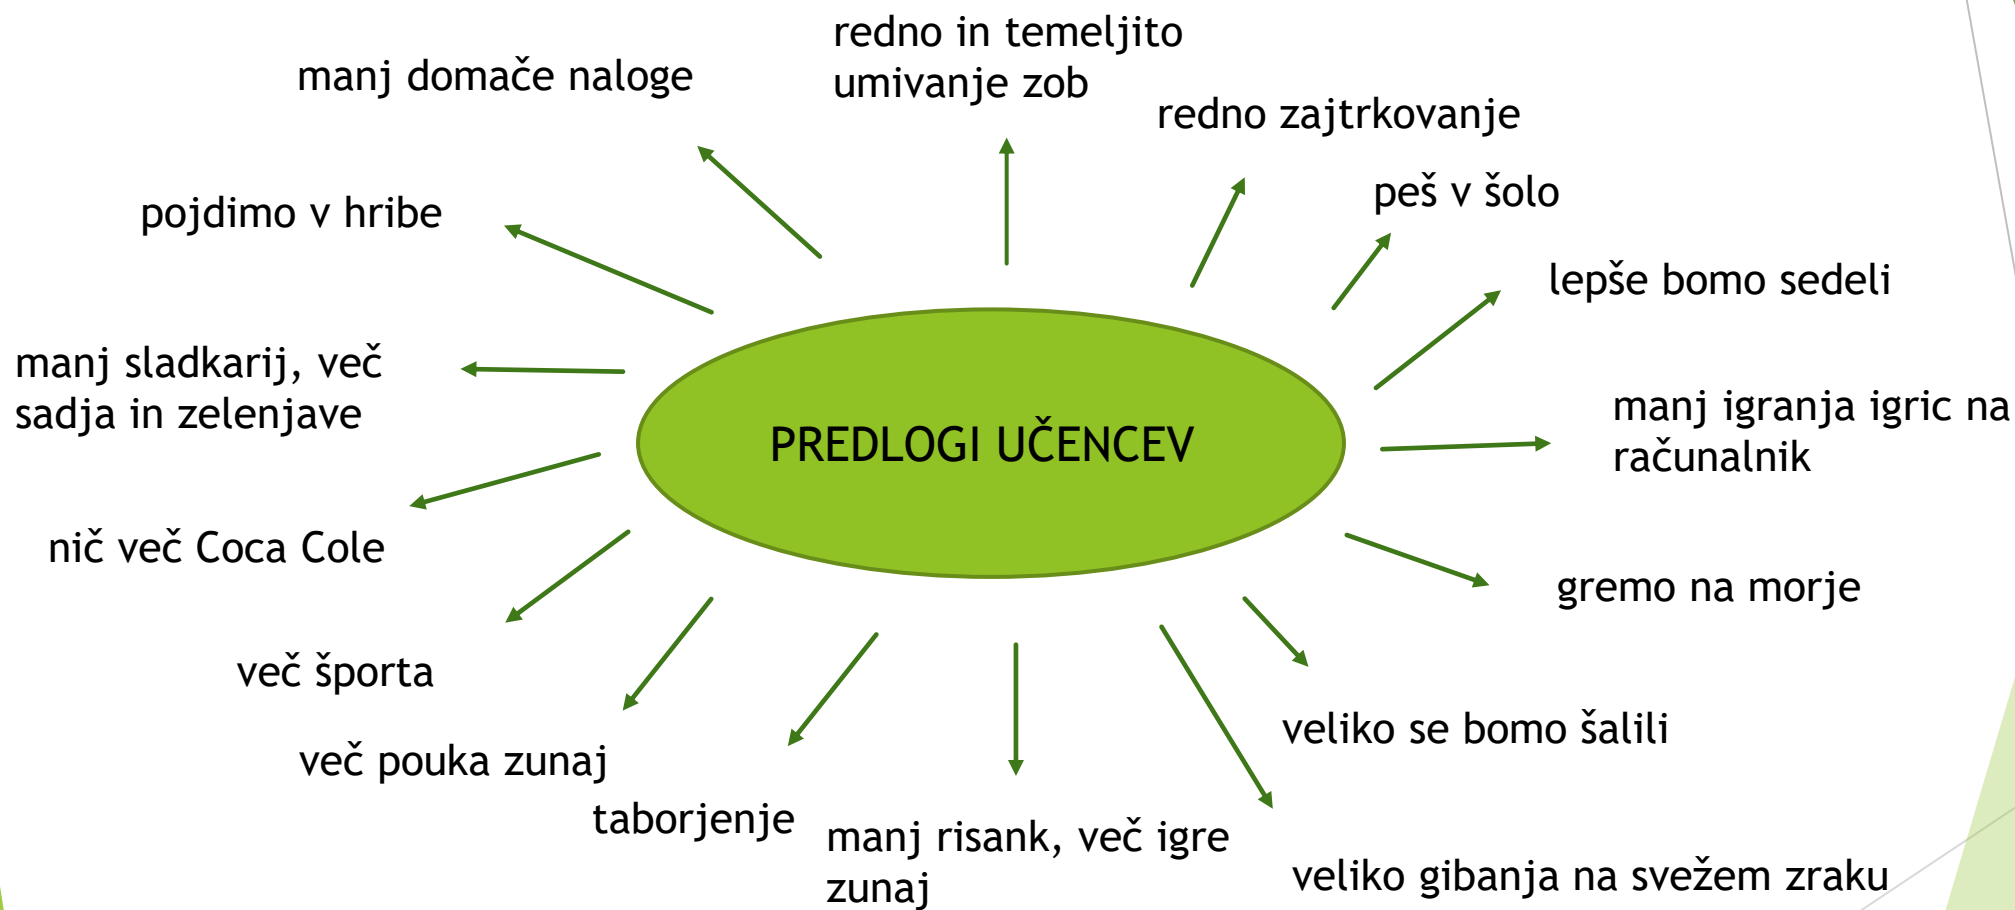 redno in temeljito
umivanje zob
manj domače naloge
redno zajtrkovanje
peš v šolo
pojdimo v hribe
lepše bomo sedeli
manj sladkarij, več
sadja in zelenjave
manj igranja igric na
računalnik
PREDLOGI UČENCEV
nič več Coca Cole
gremo na morje
več športa
veliko se bomo šalili
več pouka zunaj
taborjenje
manj risank, več igre
zunaj
veliko gibanja na svežem zraku